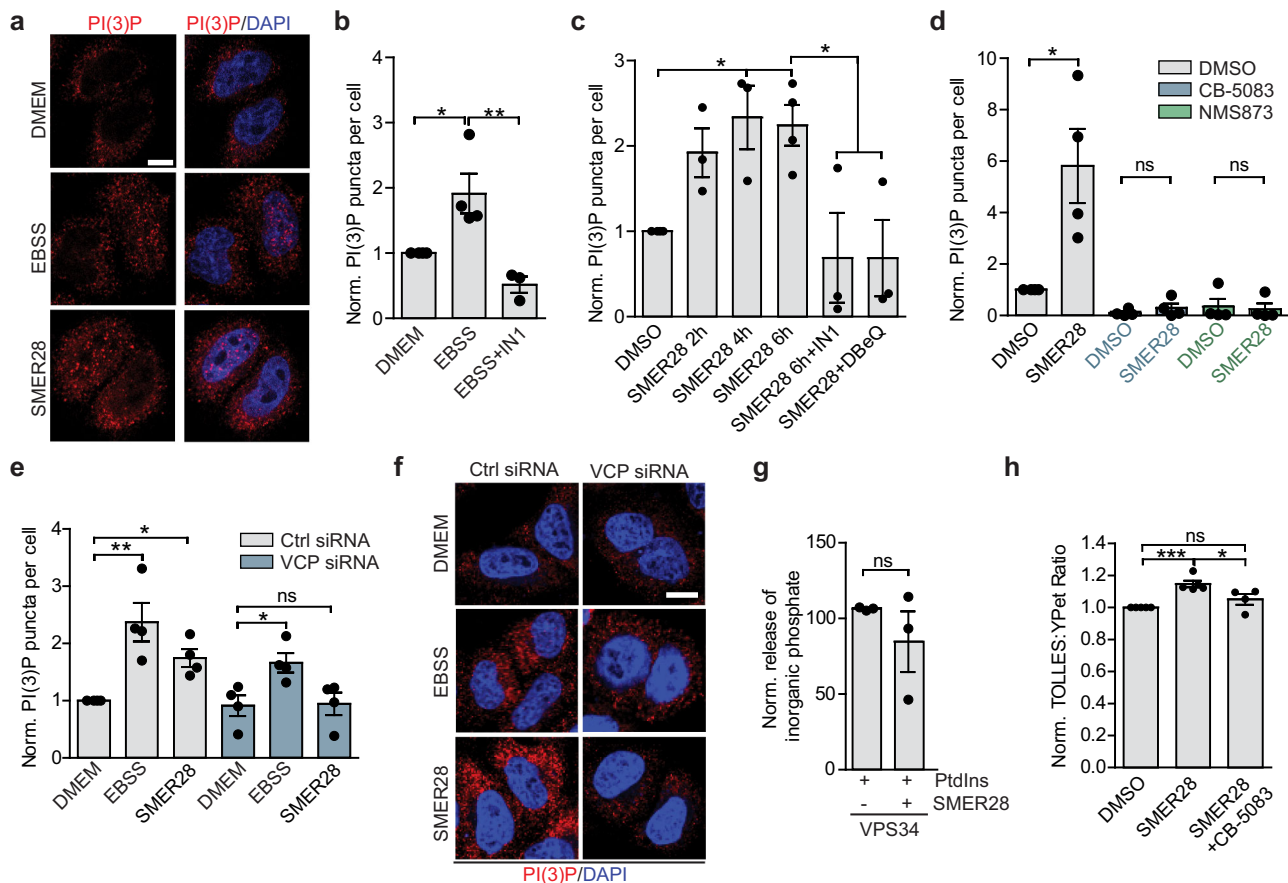 a
PI(3)P
PI(3)P/DAPI
DMEM
EBSS
SMER28
b
Norm. PI(3)P puncta per cell
4
3
2
1
0
*
**
DMEM
EBSS
EBSS+IN1
c
Norm. PI(3)P puncta per cell
3
2
1
0
*
*
DMSO
SMER28 2h
SMER28 4h
SMER28 6h
SMER28 6h+IN1
SMER28+DBeQ
d
Norm. PI(3)P puncta per cell
10
8
6
4
2
0
*
ns
ns
DMSO
CB-5083
NMS873
DMSO
SMER28
DMSO
SMER28
DMSO
SMER28
e
Norm. PI(3)P puncta per cell
4
3
2
1
0
*
**
ns
*
Ctrl siRNA
VCP siRNA
DMEM
EBSS
SMER28
DMEM
EBSS
SMER28
f
Ctrl siRNA
VCP siRNA
DMEM
EBSS
SMER28
PI(3)P/DAPI
g
Norm. release of
inorganic phosphate
150
100
50
0
ns
+ + PtdIns
- + SMER28
VPS34
h
Norm. TOLLES:YPet Ratio
1.4
1.2
1.0
0.8
0.6
0.4
0.2
0.0
ns
***
*
DMSO
SMER28
SMER28
+CB-5083